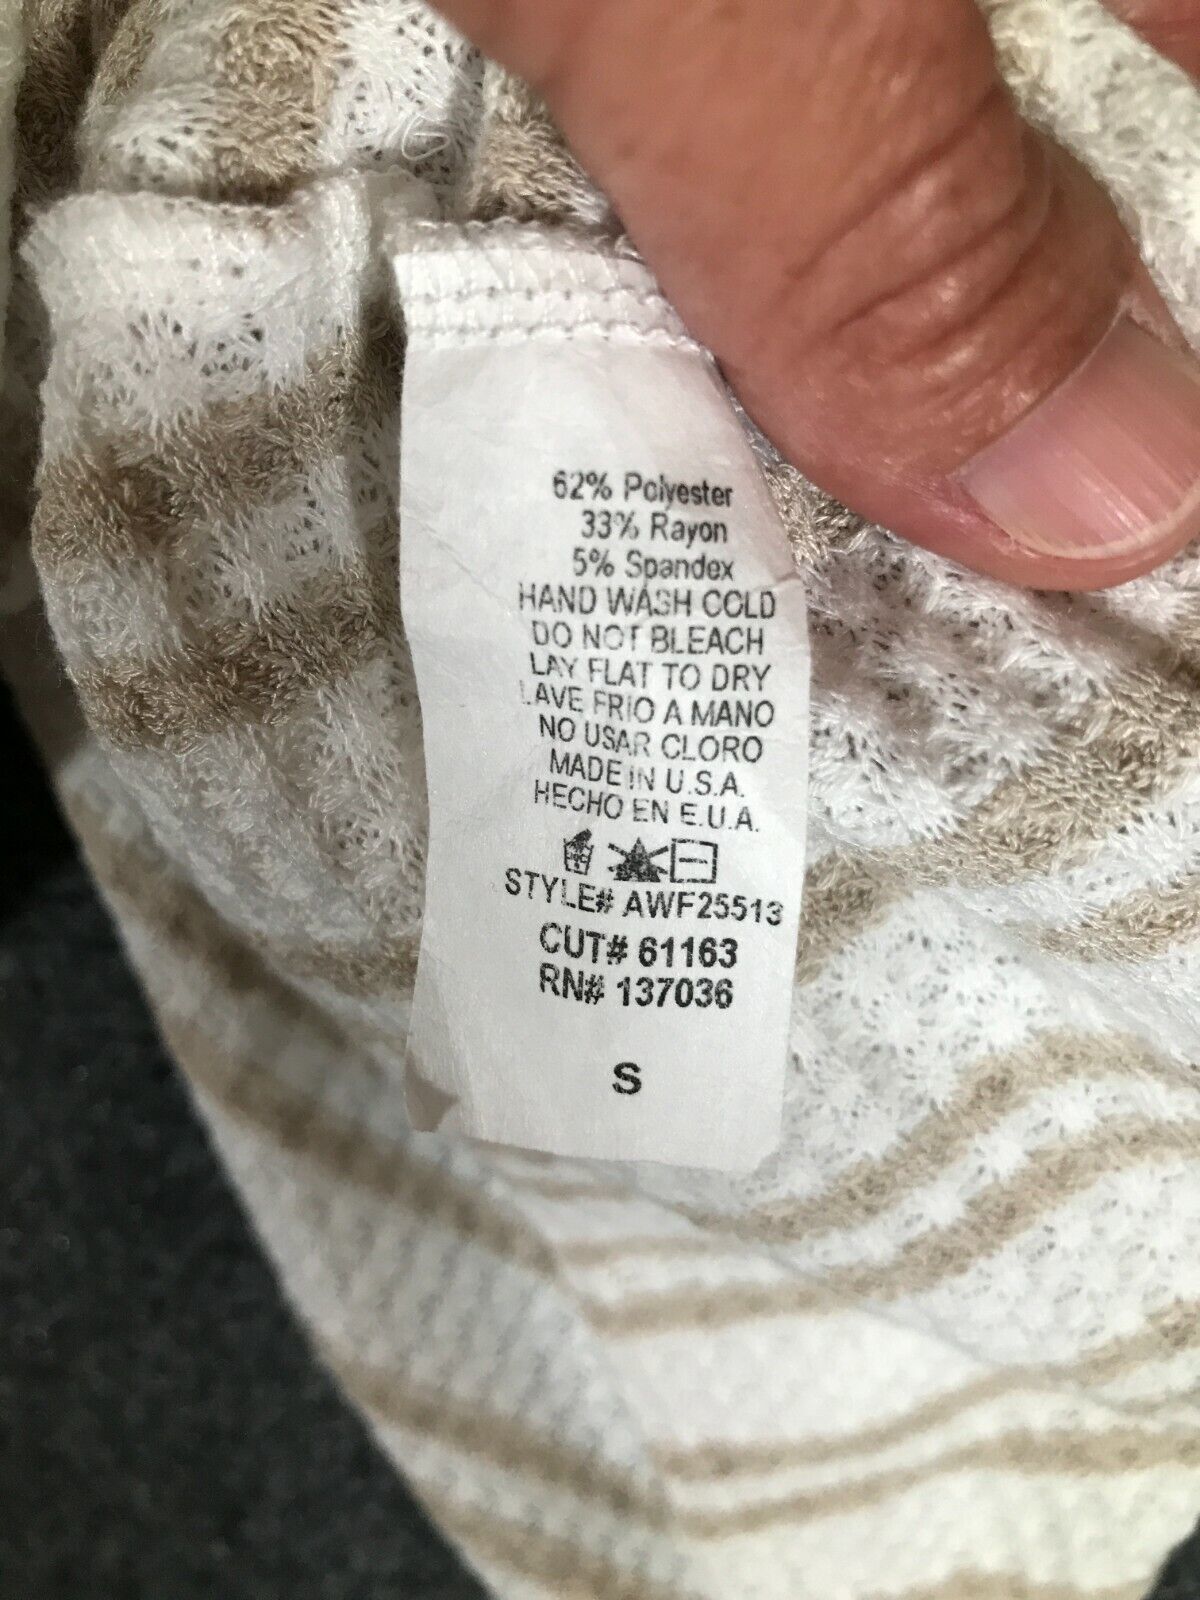 62% Polyester
33% Rayon
5% Spandex
HAND WASH COLD
DO NOT BLEACH
LAY FLAT TO DRY
LAVE FRIO A MANO
NO USAR CLORO
MADE IN U.S.A.
HECHO EN E.U.A.
STYLE# AWF25513
CUT# 61163
RN# 137036
S